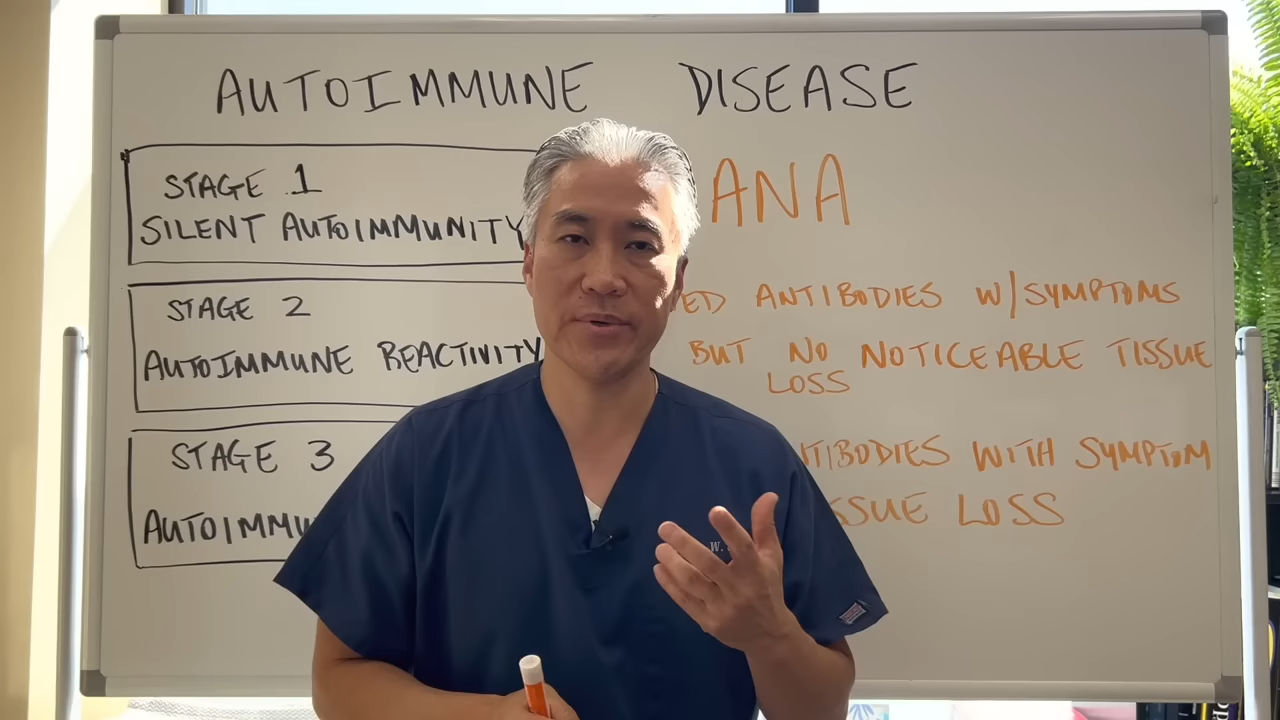 AUTOIMMUNE DISEASE
STAGE 1
SILENT AUTOIMMUNITY
ANA
STAGE 2
AUTOIMMUNE REACTIVITY
ED ANTIBODIES W/SYMPTOMS
BUT NO NOTICEABLE TISSUE
LOSS
STAGE 3
AUTOIMMU
TIBODIES WITH SYMPTOM
SSUE LOSS
W.